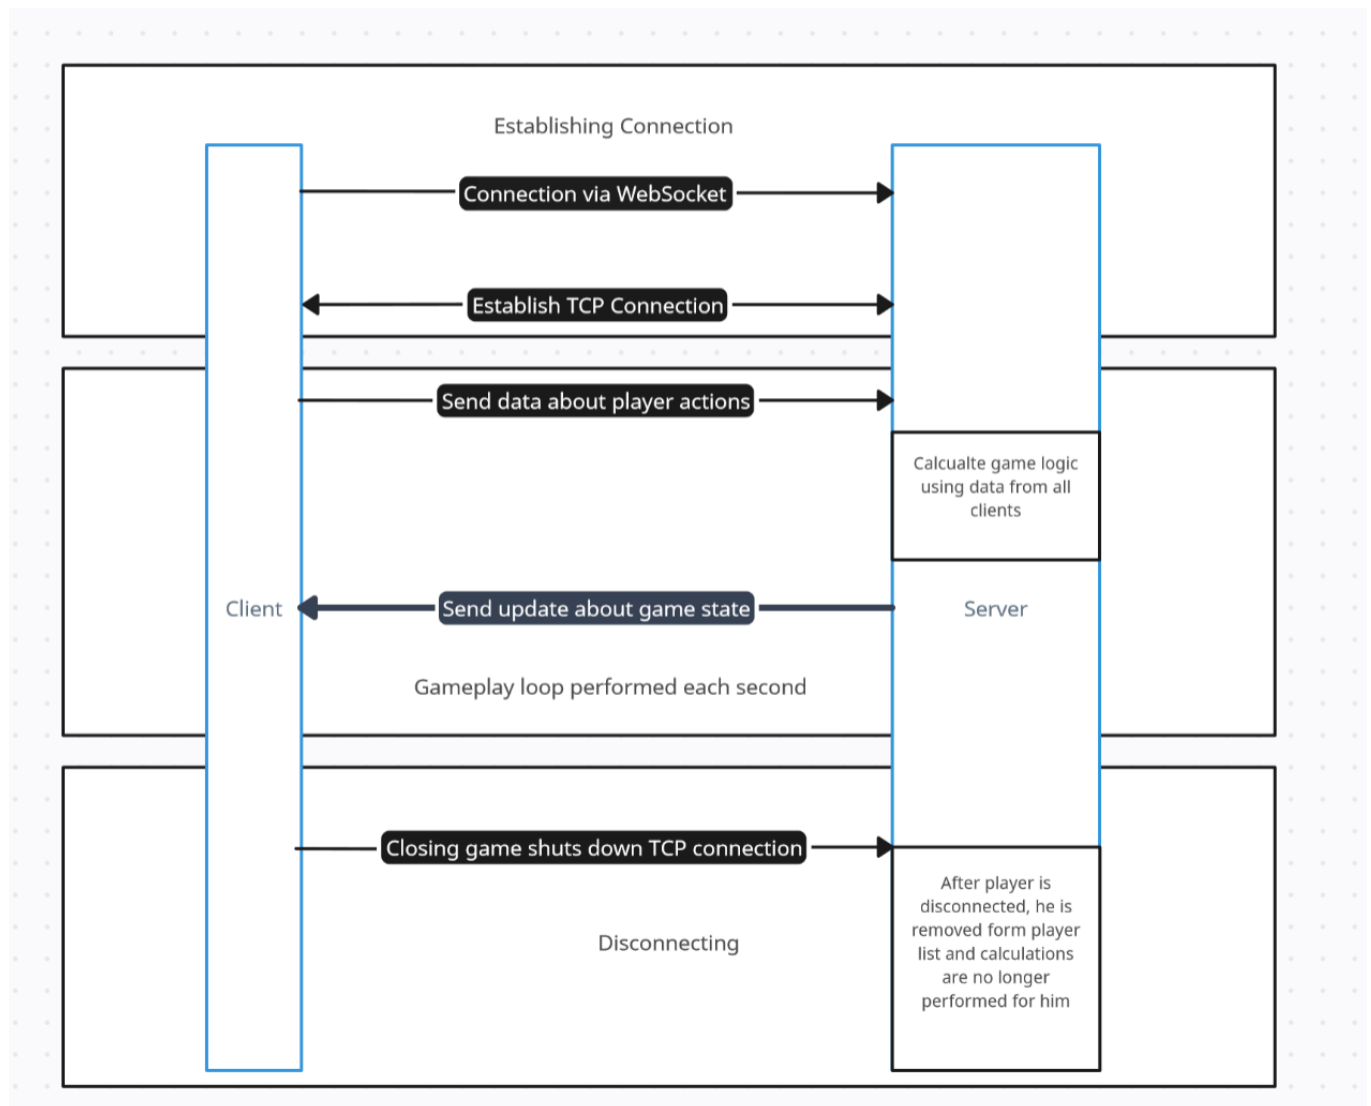 Establishing Connection
Connection via WebSocket
Establish TCP Connection
Send data about player actions
Calcualte game logic
using data from all
clients
Client
Send update about game state
Server
Gameplay loop performed each second
Closing game shuts down TCP connection
After player is
disconnected, he is
removed form player
list and calculations
are no longer
performed for him
Disconnecting